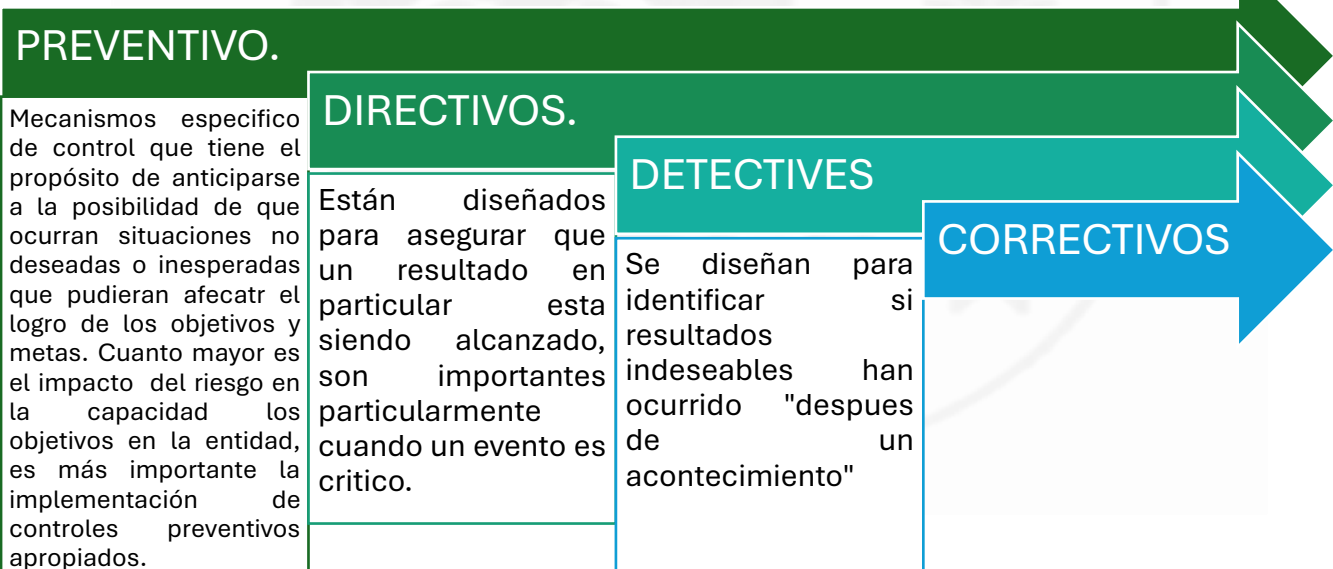 PREVENTIVO.
Mecanismos especifico
de control que tiene el
propósito de anticiparse
a la posibilidad de que
ocurran situaciones no
deseadas o inesperadas
que pudieran afecatr el
logro de los objetivos y
metas. Cuanto mayor es
el impacto del riesgo en
la capacidad los
objetivos en la entidad,
es más importante la
implementación de
controles preventivos
apropiados.
DIRECTIVOS.
Están diseñados
para asegurar que
un resultado en
particular esta
siendo alcanzado,
son importantes
particularmente
cuando un evento es
critico.
DETECTIVES
Se diseñan para
identificar si
resultados
indeseables han
ocurrido "despues
de un
acontecimiento"
CORRECTIVOS